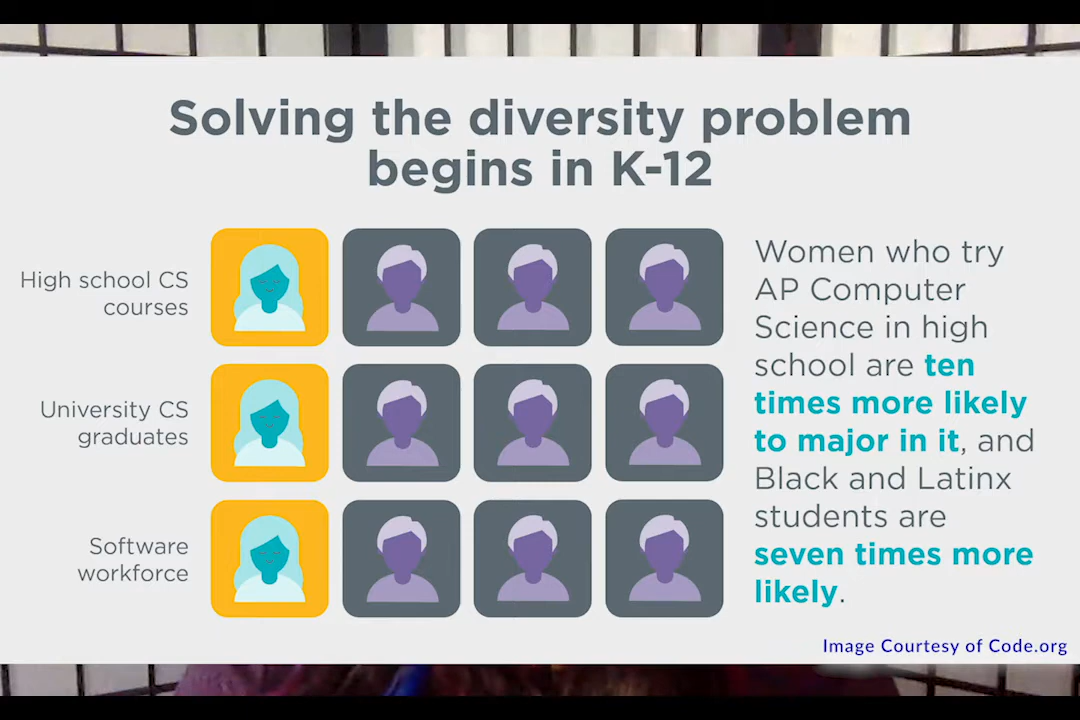 Solving the diversity problem
begins in K-12
High school CS
courses
University CS
graduates
Software
workforce
Women who try
AP Computer
Science in high
school are ten
times more likely
to major in it, and
Black and Latinx
students are
seven times more
likely.
Image Courtesy of Code.org